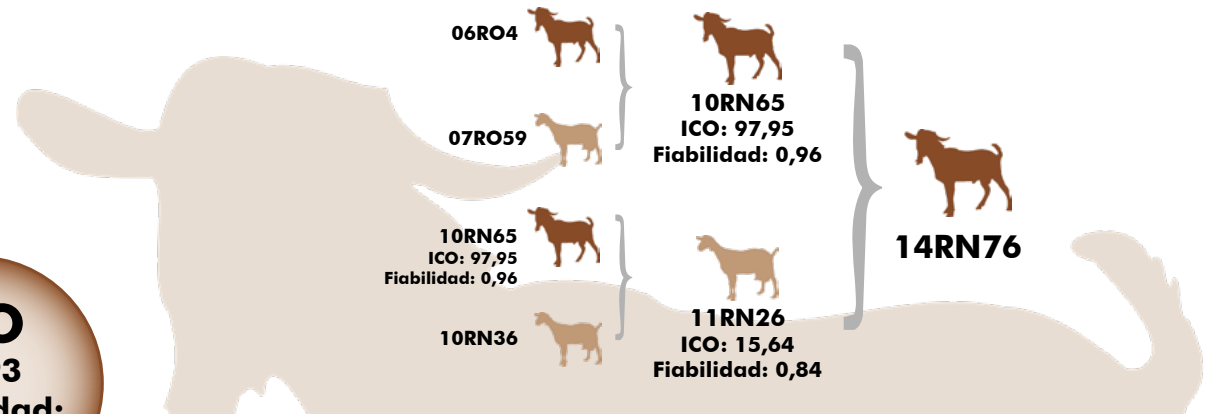 06RO4
07RO59
10RN65
ICO: 97,95
Fiabilidad: 0,96
10RN65
ICO: 97,95
Fiabilidad: 0,96
10RN36
11RN26
ICO: 15,64
Fiabilidad: 0,84
14RN76